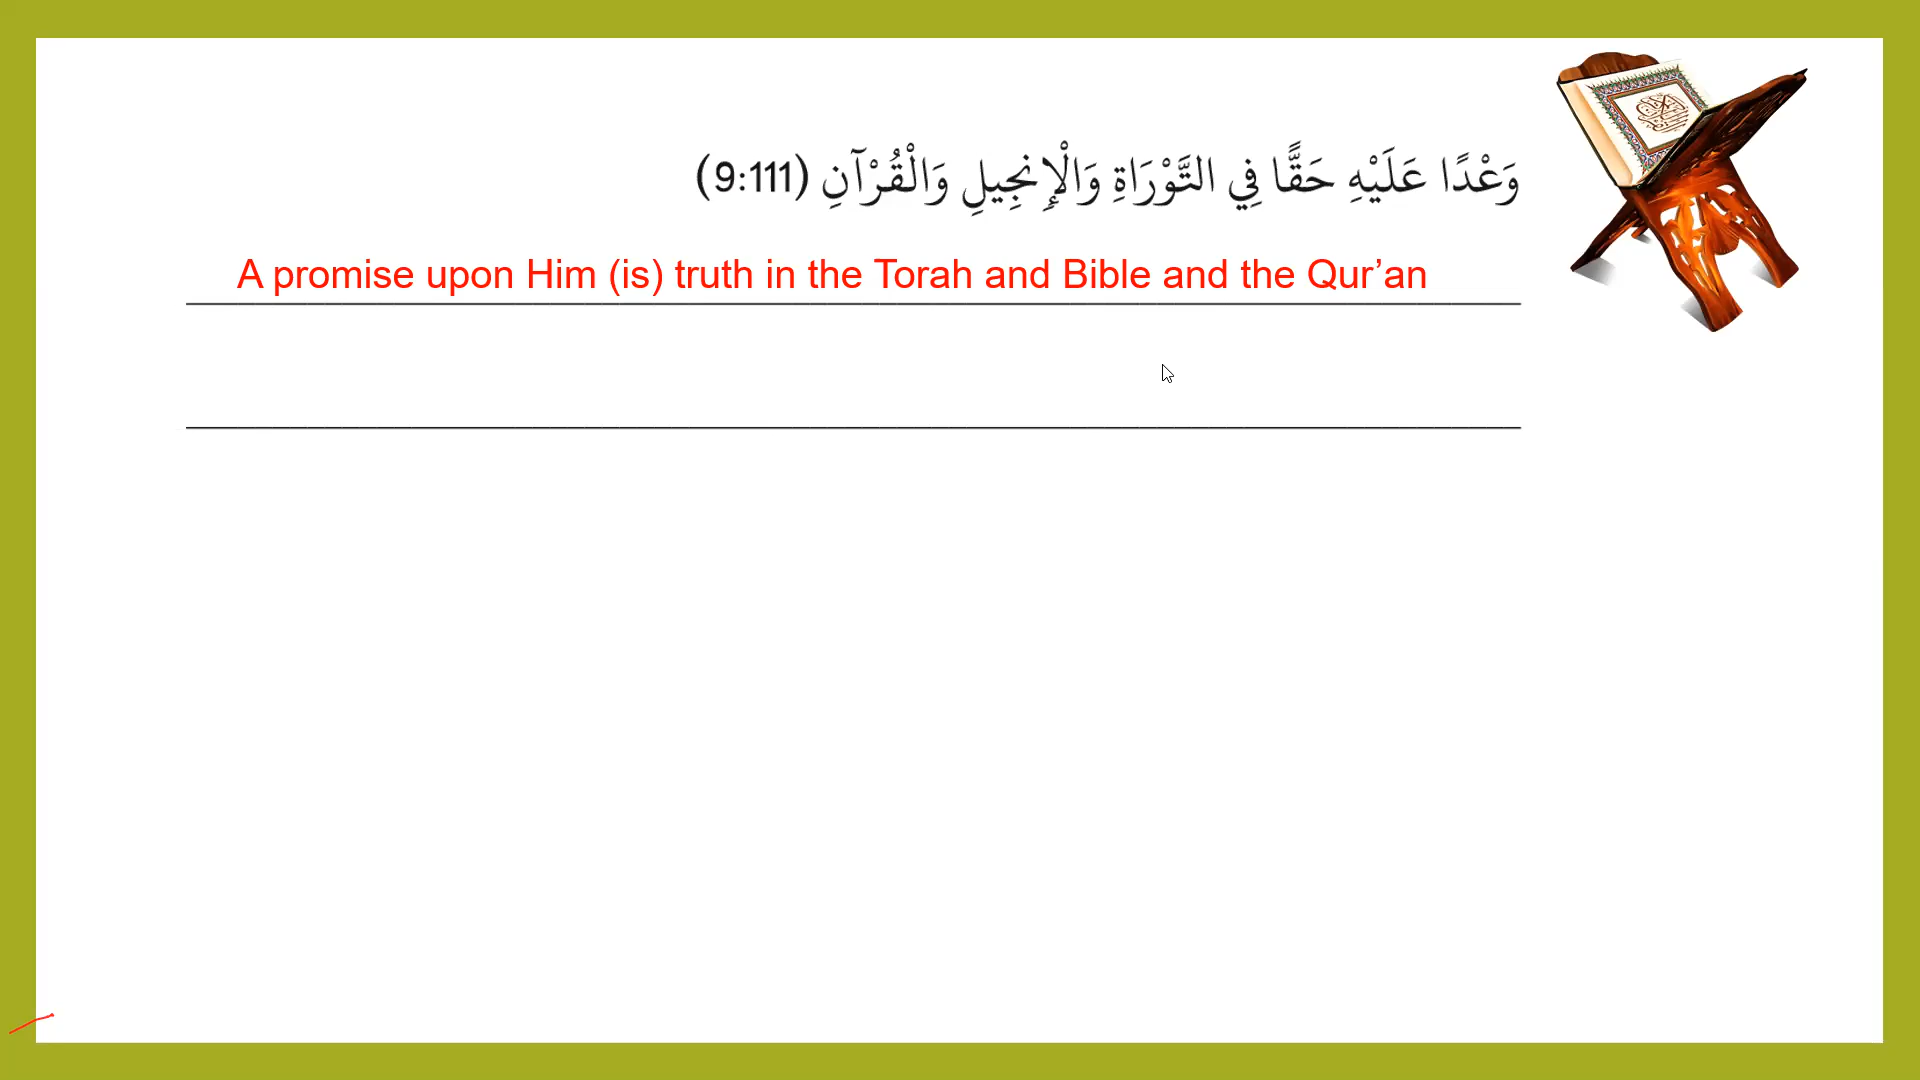 وَعْدًا عَلَيْهِ حَقًّا فِي التَّوْرَاةِ وَالْإِنجِيلِ وَالْقُرْآنِ (9:111)
A promise upon Him (is) truth in the Torah and Bible and the Qur’an